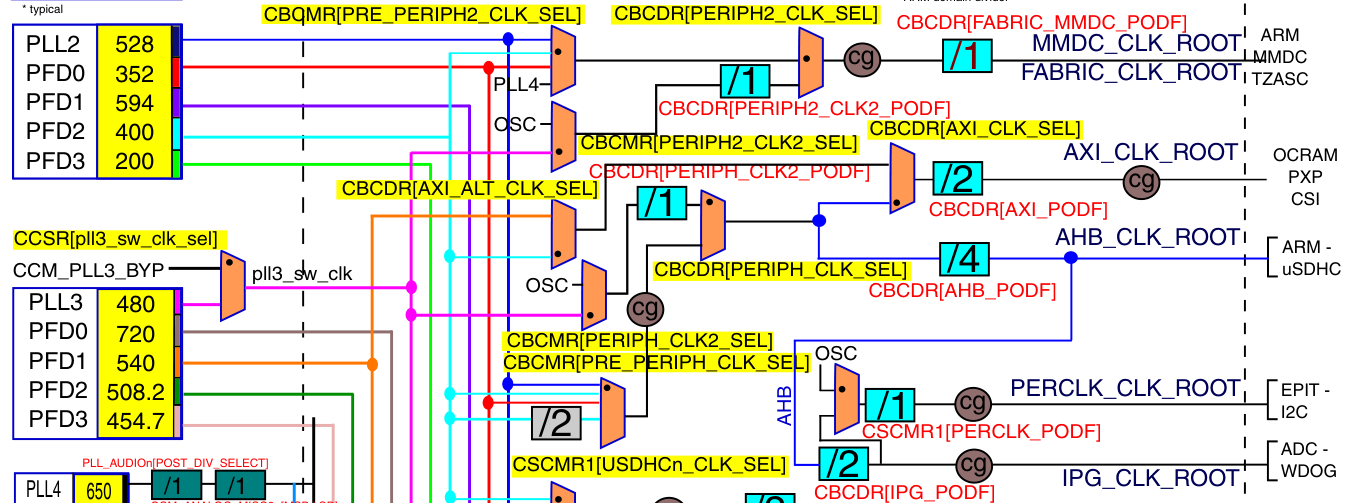 * typical
CBCMR[PRE_PERIPH2_CLK_SEL]
CBCDR[PERIPH2_CLK_SEL]
CBCDR[FABRIC_MMDC_PODF]
PLL2 528
PFD0 352
PFD1 594
PFD2 400
PFD3 200
PLL4
OSC
/1
cg
/1
MMDC_CLK_ROOT
FABRIC_CLK_ROOT
ARM
MMDC
TZASC
CBCDR[PERIPH2_CLK2_PODF]
CBCMR[PERIPH2_CLK2_SEL]
CBCDR[AXI_CLK_SEL]
CBCDR[PERIPH_CLK2_PODF]
AXI_CLK_ROOT
OCRAM
PXP
CSI
CBCDR[AXI_ALT_CLK_SEL]
/1
/2
cg
CBCDR[AXI_PODF]
CCSR[pll3_sw_clk_sel]
CCM_PLL3_BYP
pll3_sw_clk
AHB_CLK_ROOT
CBCDR[PERIPH_CLK_SEL]
/4
ARM -
uSDHC
CBCDR[AHB_PODF]
OSC
cg
PLL3 480
PFD0 720
PFD1 540
PFD2 508.2
PFD3 454.7
CBCMR[PERIPH_CLK2_SEL]
CBCMR[PRE_PERIPH_CLK_SEL]
OSC
/2
AHB
/1
cg
PERCLK_CLK_ROOT
EPIT -
I2C
CSCMR1[PERCLK_PODF]
PLL_AUDIOn[POST_DIV_SELECT]
CSCMR1[USDHCn_CLK_SEL]
/2
cg
IPG_CLK_ROOT
ADC -
WDOG
CBCDR[IPG_PODF]
PLL4 650
/1
/1